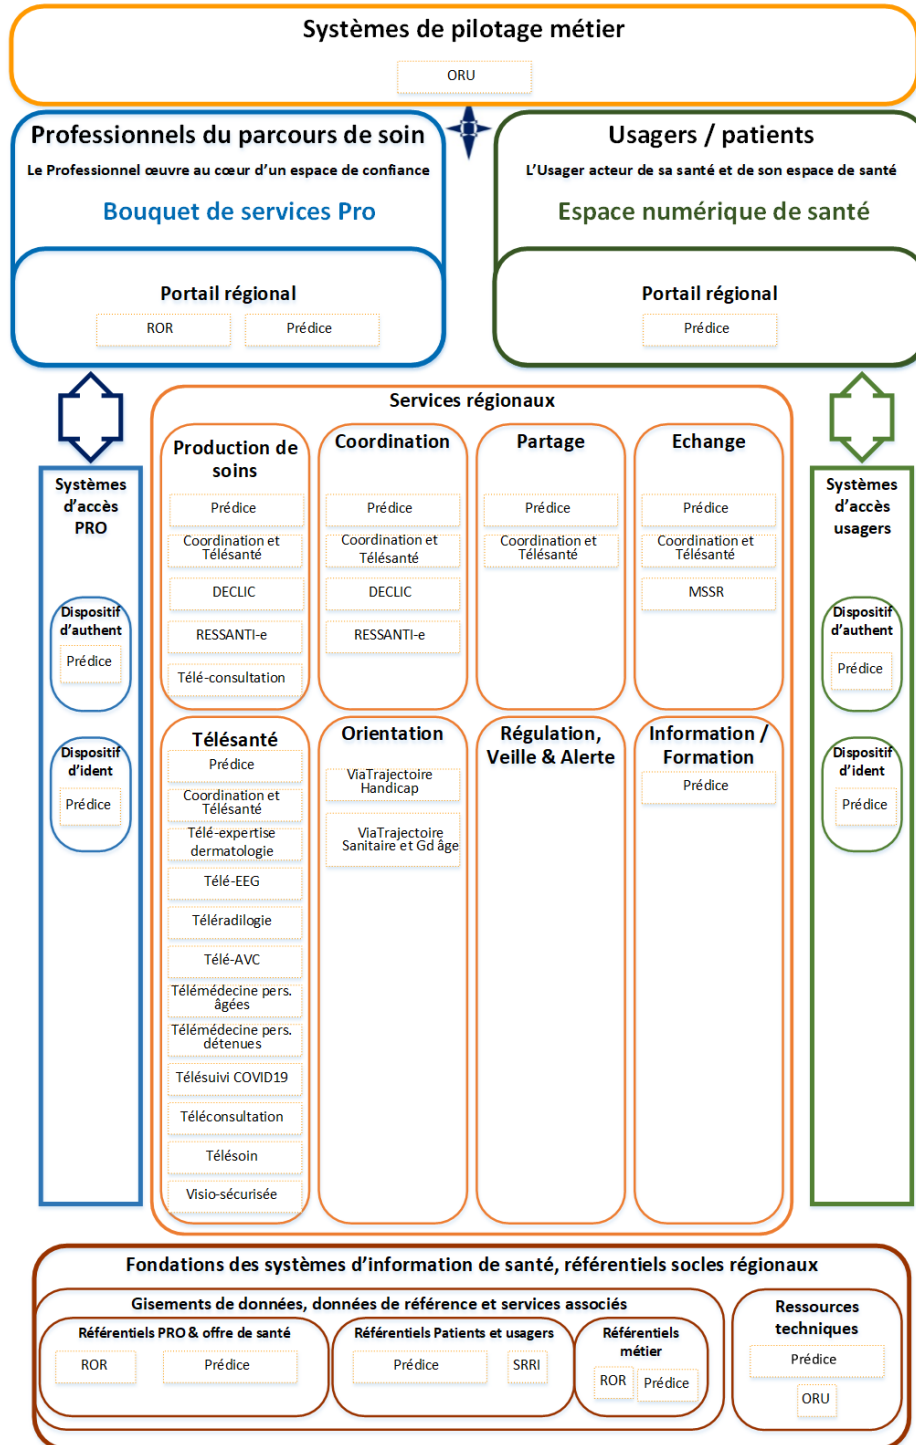 Systèmes de pilotage métier
ORU
Professionnels du parcours de soin
Le Professionnel œuvre au cœur d'un espace de confiance
Bouquet de services Pro
Portail régional
ROR
Prédice
Usagers / patients
L'Usager acteur de sa santé et de son espace de santé
Espace numérique de santé
Portail régional
Prédice
Systèmes
d'accès
PRO
Dispositif
d'authent
Prédice
Dispositif
d'ident
Prédice
Services régionaux
Production de
soins
Prédice
Coordination et
Télésanté
DECLIC
RESSANTI-e
Télé-consultation
Coordination
Prédice
Coordination et
Télésanté
DECLIC
RESSANTI-e
Partage
Prédice
Coordination et
Télésanté
Echange
Prédice
Coordination et
Télésanté
MSSR
Télésanté
Prédice
Coordination et
Télésanté
Télé-expertise
dermatologie
Télé-EEG
Téléradilogie
Télé-AVC
Télémédecine pers.
âgées
Télémédecine pers.
détenues
Télésuivi COVID19
Téléconsultation
Télésoin
Visio-sécurisée
Orientation
ViaTrajectoire
Handicap
ViaTrajectoire
Sanitaire et Gd âge
Régulation,
Veille & Alerte
Information /
Formation
Prédice
Systèmes
d'accès
usagers
Dispositif
d'authent
Prédice
Dispositif
d'ident
Prédice
Fondations des systèmes d'information de santé, référentiels socles régionaux
Gisements de données, données de référence et services associés
Référentiels PRO & offre de santé
ROR
Prédice
Référentiels Patients et usagers
Prédice
SRRI
Référentiels
métier
ROR
Prédice
Ressources
techniques
Prédice
ORU